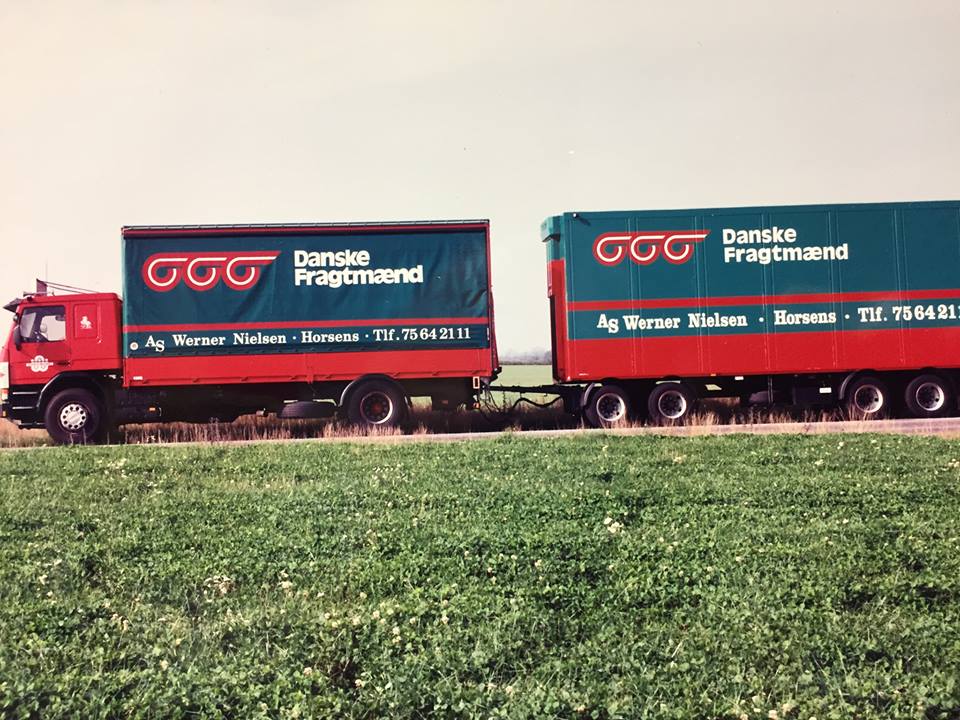 Danske
Fragtmænd
AS Werner Nielsen · Horsens · Tlf. 75 64 21 11
Danske
Fragtmænd
AS Werner Nielsen · Horsens · Tlf. 75 64 211